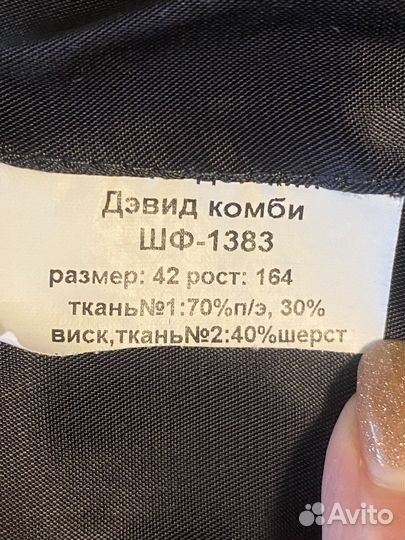 Дэвид комби
ШФ-1383
размер: 42 рост: 164
ткань№1:70%п/э, 30%
виск,ткань№2:40%шерст
Avito